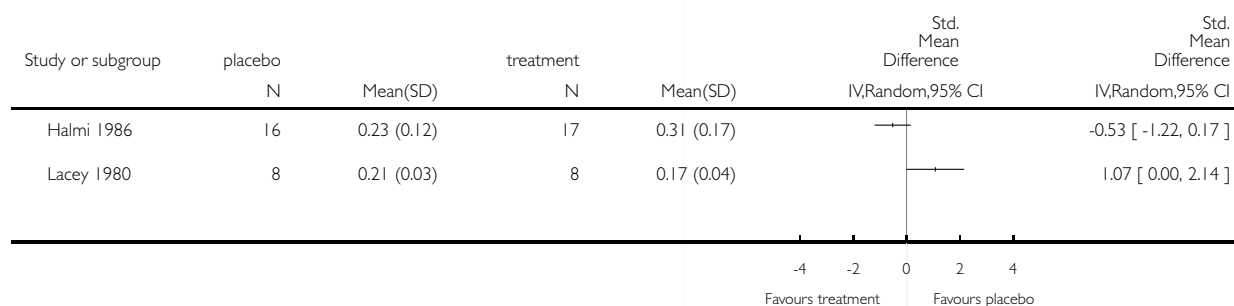 Std. Std.
Mean Mean
Study or subgroup placebo treatment Difference Difference
N Mean(SD) N Mean(SD) IV,Random,95% CI IV,Random,95% CI
Halmi 1986 16 0.23 (0.12) 17 0.31 (0.17) -0.53 [ -1.22, 0.17 ]
Lacey 1980 8 0.21 (0.03) 8 0.17 (0.04) 1.07 [ 0.00, 2.14 ]
-4 -2 0 2 4
Favours treatment Favours placebo